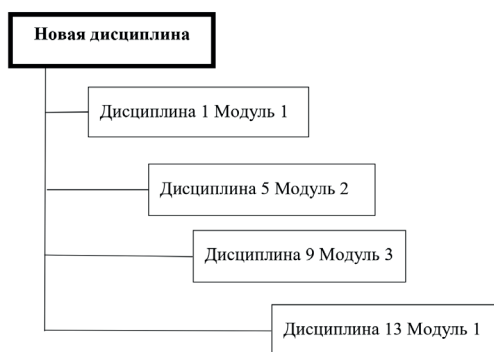 Новая дисциплина
Дисциплина 1 Модуль 1
Дисциплина 5 Модуль 2
Дисциплина 9 Модуль 3
Дисциплина 13 Модуль 1